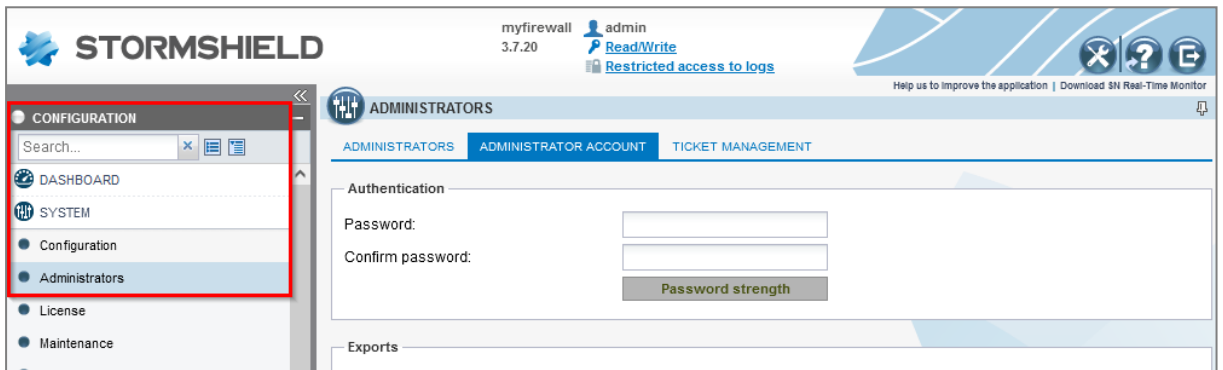 STORMSHIELD
myfirewall admin
3.7.20 Read/Write
Restricted access to logs
Help us to improve the application | Download SN Real-Time Monitor
CONFIGURATION
Search...
DASHBOARD
SYSTEM
Configuration
Administrators
License
Maintenance
ADMINISTRATORS
ADMINISTRATORS ADMINISTRATOR ACCOUNT TICKET MANAGEMENT
Authentication
Password:
Confirm password:
Password strength
Exports